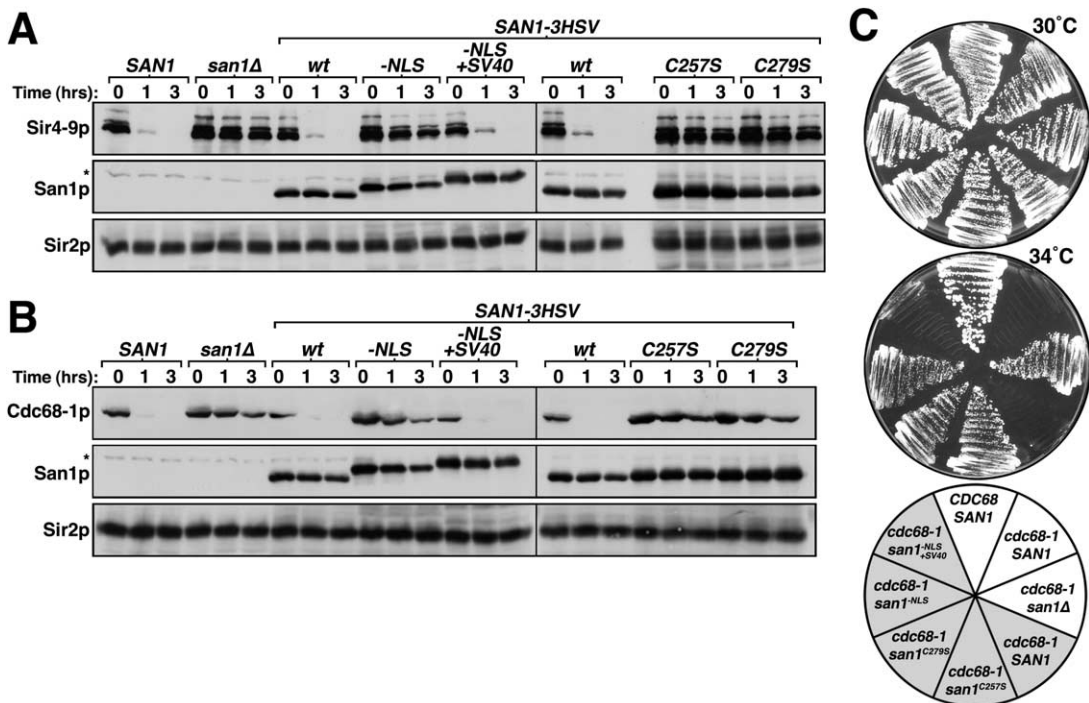 A
SAN1-3HSV
SAN1 san1Δ wt -NLS -NLS +SV40 wt C257S C279S
Time (hrs): 0 1 3 0 1 3 0 1 3 0 1 3 0 1 3 0 1 3 0 1 3 0 1 3
Sir4-9p
*
San1p
Sir2p
B
SAN1-3HSV
SAN1 san1Δ wt -NLS -NLS +SV40 wt C257S C279S
Time (hrs): 0 1 3 0 1 3 0 1 3 0 1 3 0 1 3 0 1 3 0 1 3 0 1 3
Cdc68-1p
*
San1p
Sir2p
C
30˚C
34˚C
CDC68
SAN1
cdc68-1
SAN1
cdc68-1
san1Δ
cdc68-1
SAN1
cdc68-1
san1C257S
cdc68-1
san1C279S
cdc68-1
san1-NLS
cdc68-1
san1-NLS
+SV40